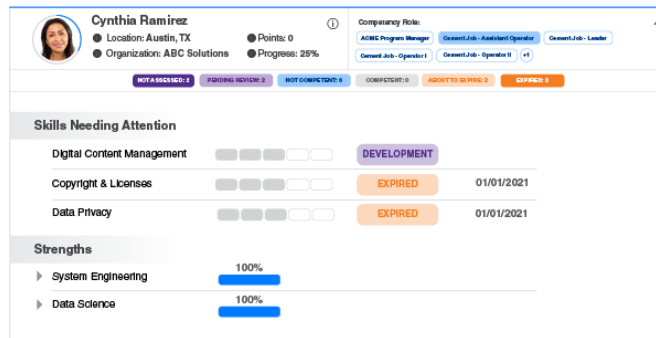 Cynthia Ramirez
Location: Austin, TX
Points: 0
Organization: ABC Solutions
Progress: 25%
Competancy Role:
ACME Program Manager
Cement Job - Assistant Operator
Cement Job - Leader
Cement Job - Operator I
Cement Job - Operator II
+1
NOT ASSESSED: 2
PENDING REVIEW: 2
NOT COMPETENT: 0
COMPETENT: 0
ABOUT TO EXPIRE: 2
EXPIRED: 2
Skills Needing Attention
Digital Content Management
DEVELOPMENT
Copyright & Licenses
EXPIRED
01/01/2021
Data Privacy
EXPIRED
01/01/2021
Strengths
System Engineering
100%
Data Science
100%